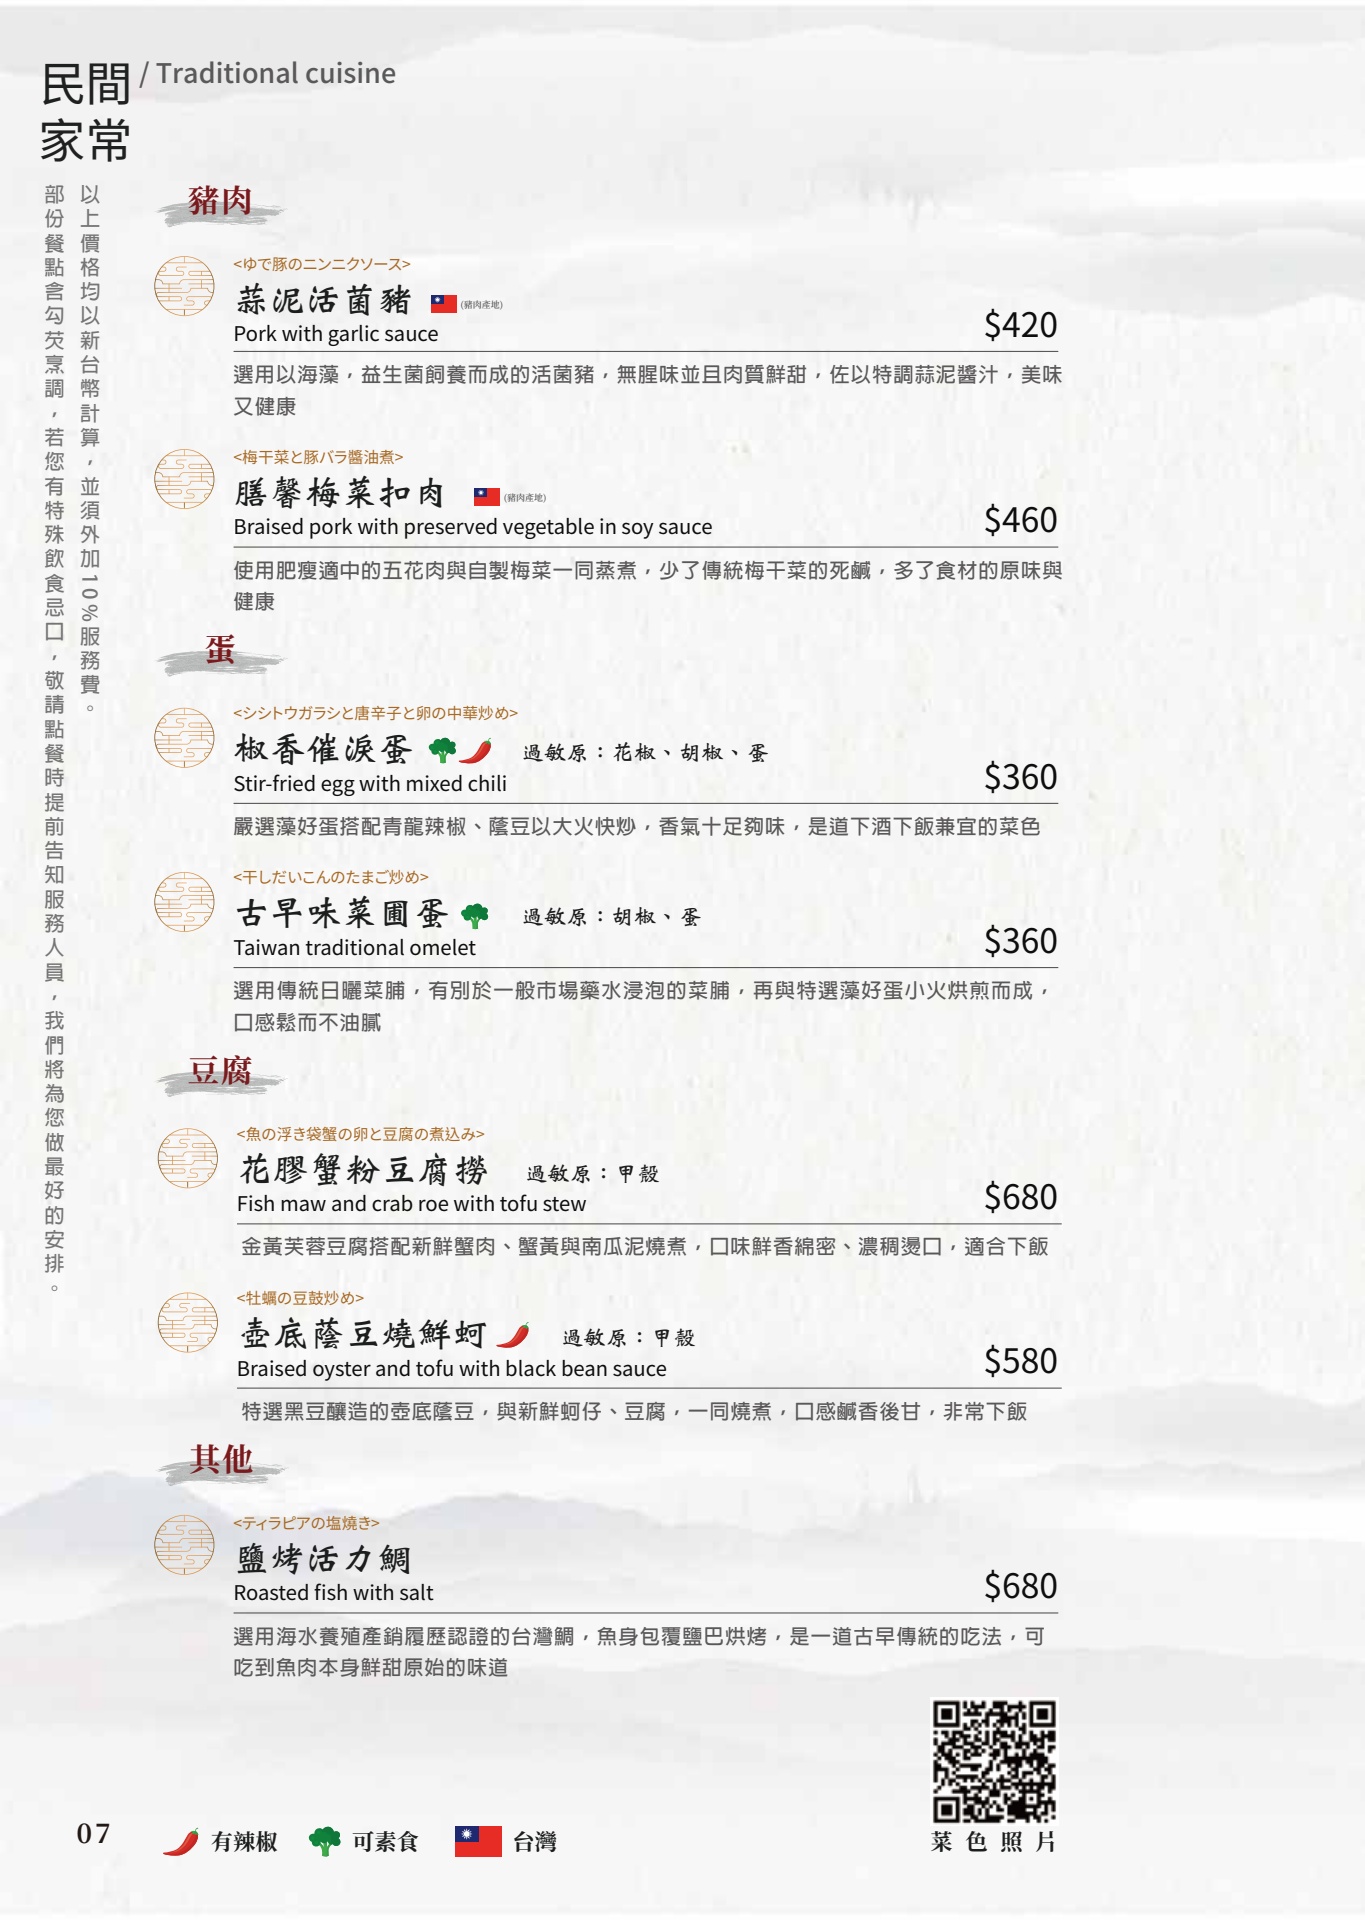 民間
家常
/ Traditional cuisine
以上價格均以新台幣計算，並須外加10%服務費。
部份餐點含勾芡烹調，若您有特殊飲食忌口，敬請點餐時提前告知服務人員，我們將為您做最好的安排。
豬肉
<ゆで豚のニンニクソース>
蒜泥活菌豬 (豬肉產地)
Pork with garlic sauce
$420
選用以海藻，益生菌飼養而成的活菌豬，無腥味並且肉質鮮甜，佐以特調蒜泥醬汁，美味
又健康
<梅干菜と豚バラ醬油煮>
膳馨梅菜扣肉 (豬肉產地)
Braised pork with preserved vegetable in soy sauce
$460
使用肥瘦適中的五花肉與自製梅菜一同蒸煮，少了傳統梅干菜的死鹹，多了食材的原味與
健康
蛋
<シシトウガラシと唐辛子と卵の中華炒め>
椒香催淚蛋 過敏原：花椒、胡椒、蛋
Stir-fried egg with mixed chili
$360
嚴選藻好蛋搭配青龍辣椒、蔭豆以大火快炒，香氣十足夠味，是道下酒下飯兼宜的菜色
<干しだいこんのたまご炒め>
古早味菜圃蛋 過敏原：胡椒、蛋
Taiwan traditional omelet
$360
選用傳統日曬菜脯，有別於一般市場藥水浸泡的菜脯，再與特選藻好蛋小火烘煎而成，
口感鬆而不油膩
豆腐
<魚の浮き袋蟹の卵と豆腐の煮込み>
花膠蟹粉豆腐撈 過敏原：甲殼
Fish maw and crab roe with tofu stew
$680
金黃芙蓉豆腐搭配新鮮蟹肉、蟹黃與南瓜泥燒煮，口味鮮香綿密、濃稠燙口，適合下飯
<牡蠣の豆鼓炒め>
壺底蔭豆燒鮮蚵 過敏原：甲殼
Braised oyster and tofu with black bean sauce
$580
特選黑豆釀造的壺底蔭豆，與新鮮蚵仔、豆腐，一同燒煮，口感鹹香後甘，非常下飯
其他
<ティラピアの塩燒き>
鹽烤活力鯛
Roasted fish with salt
$680
選用海水養殖產銷履歷認證的台灣鯛，魚身包覆鹽巴烘烤，是一道古早傳統的吃法，可
吃到魚肉本身鮮甜原始的味道
07
有辣椒 可素食 台灣
菜色照片